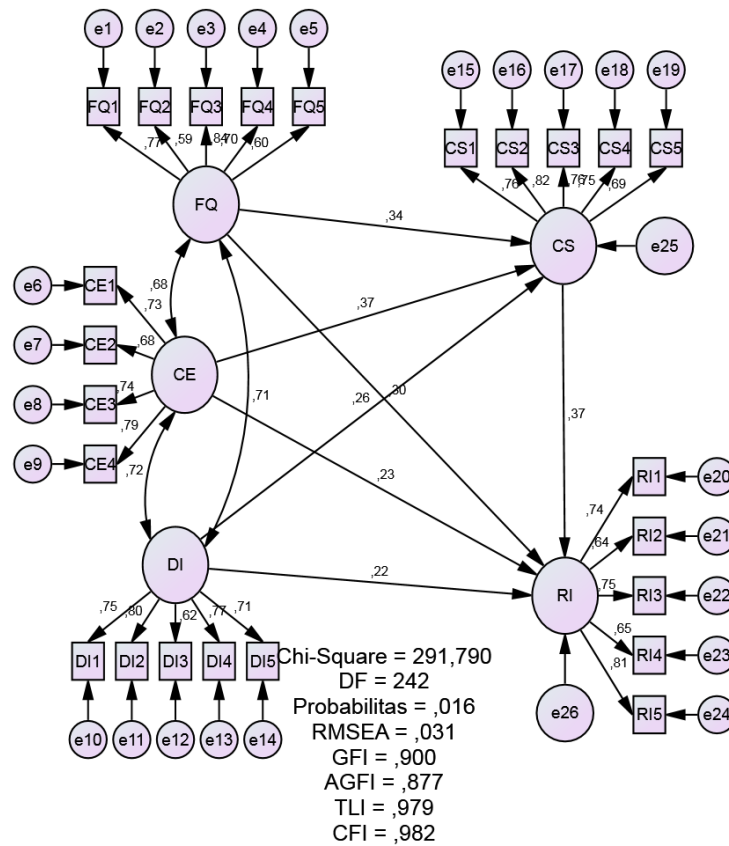 e1 e2 e3 e4 e5
FQ1 FQ2 FQ3 FQ4 FQ5
,77 ,59 ,84 ,70 ,60
FQ
e15 e16 e17 e18 e19
CS1 CS2 CS3 CS4 CS5
,76 ,82 ,76 ,75 ,69
CS
e25
,34
e6 CE1
e7 CE2
e8 CE3
e9 CE4
,68
,73
,68
,74
,79
,72
CE
,37
,71
,26 ,30
,37
,23
DI
,22
,75 ,80 ,62 ,77 ,71
DI1 DI2 DI3 DI4 DI5
e10 e11 e12 e13 e14
RI
,74
,64
,75
,65
,81
RI1 e20
RI2 e21
RI3 e22
RI4 e23
RI5 e24
e26
Chi-Square = 291,790
DF = 242
Probabilitas = ,016
RMSEA = ,031
GFI = ,900
AGFI = ,877
TLI = ,979
CFI = ,982